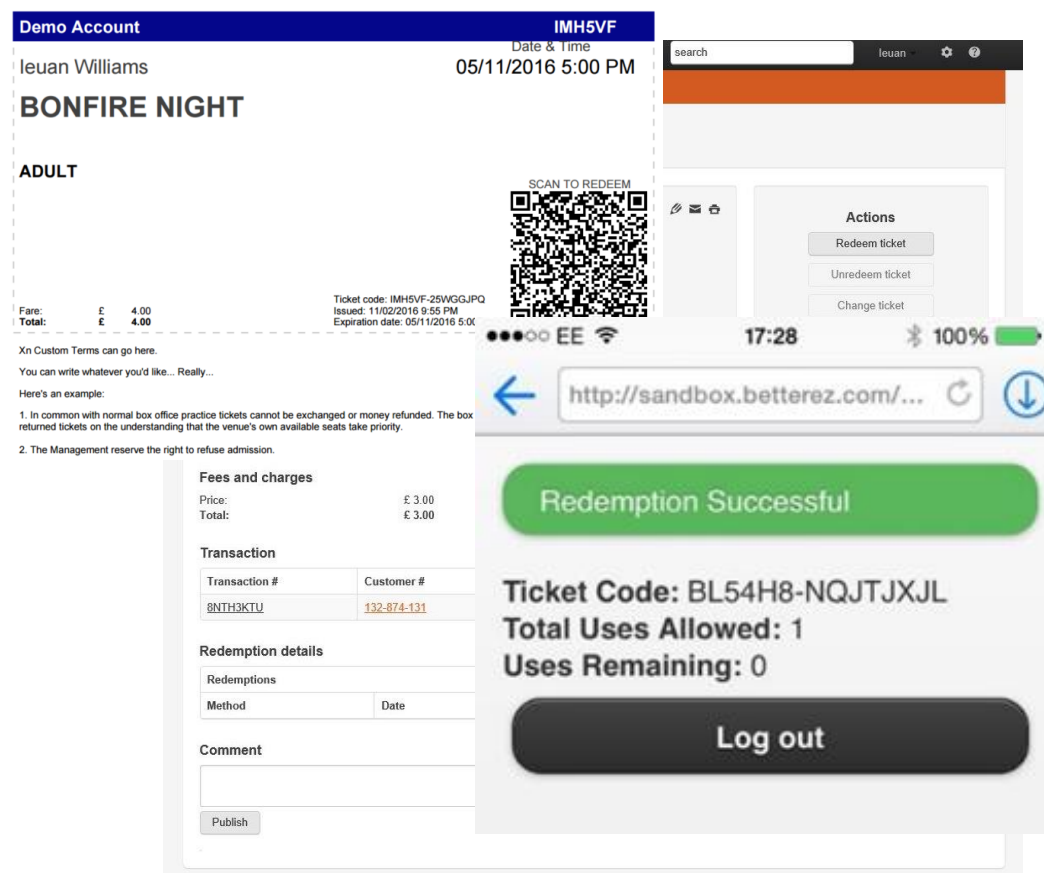 Demo Account IMH5VF
Date & Time
Ieuan Williams 05/11/2016 5:00 PM
BONFIRE NIGHT
ADULT
SCAN TO REDEEM
Ticket code: IMH5VF-25WGGJPQ
Fare: £ 4.00 Issued: 11/02/2016 9:55 PM
Total: £ 4.00 Expiration date: 05/11/2016 5:00
Xn Custom Terms can go here.
You can write whatever you'd like... Really...
Here's an example:
1. In common with normal box office practice tickets cannot be exchanged or money refunded. The box
returned tickets on the understanding that the venue's own available seats take priority.
2. The Management reserve the right to refuse admission.
search ieuan
Actions
Redeem ticket
Unredeem ticket
Change ticket
EE 17:28 100%
http://sandbox.betterez.com/...
Redemption Successful
Ticket Code: BL54H8-NQJTJXJL
Total Uses Allowed: 1
Uses Remaining: 0
Log out
Fees and charges
Price: £ 3.00
Total: £ 3.00
Transaction
Transaction # Customer #
8NTH3KTU 132-874-131
Redemption details
Redemptions
Method Date
Comment
Publish